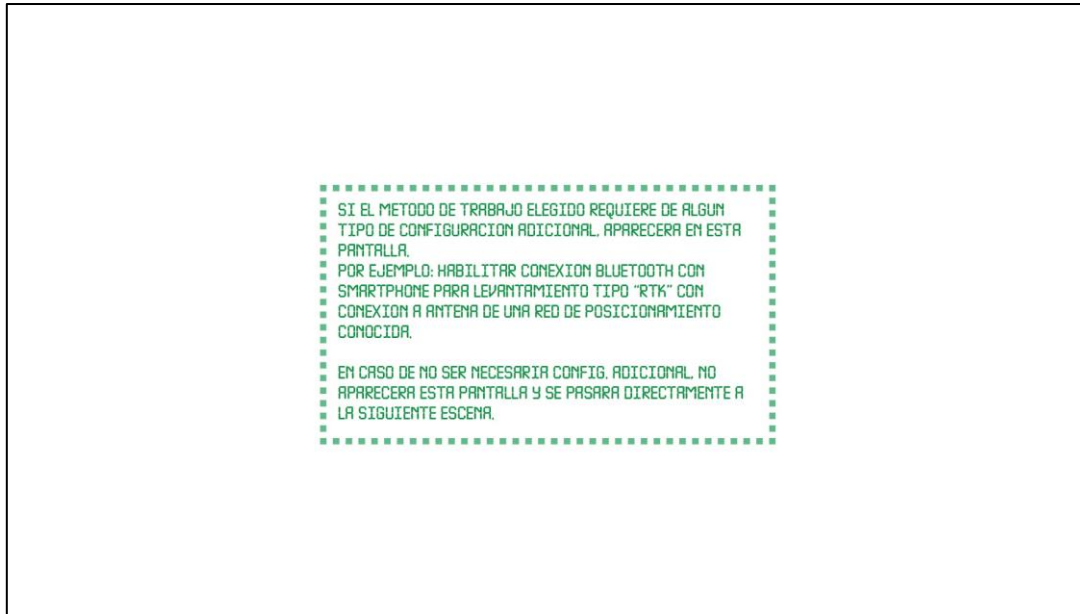 SI EL METODO DE TRABAJO ELEGIDO REQUIERE DE ALGUN
TIPO DE CONFIGURACION ADICIONAL, APARECERA EN ESTA
PANTALLA.
POR EJEMPLO: HABILITAR CONEXION BLUETOOTH CON
SMARTPHONE PARA LEVANTAMIENTO TIPO "RTK" CON
CONEXION A ANTENA DE UNA RED DE POSICIONAMIENTO
CONOCIDA.
EN CASO DE NO SER NECESARIA CONFIG. ADICIONAL, NO
APARECERA ESTA PANTALLA Y SE PASARA DIRECTAMENTE A
LA SIGUIENTE ESCENA.